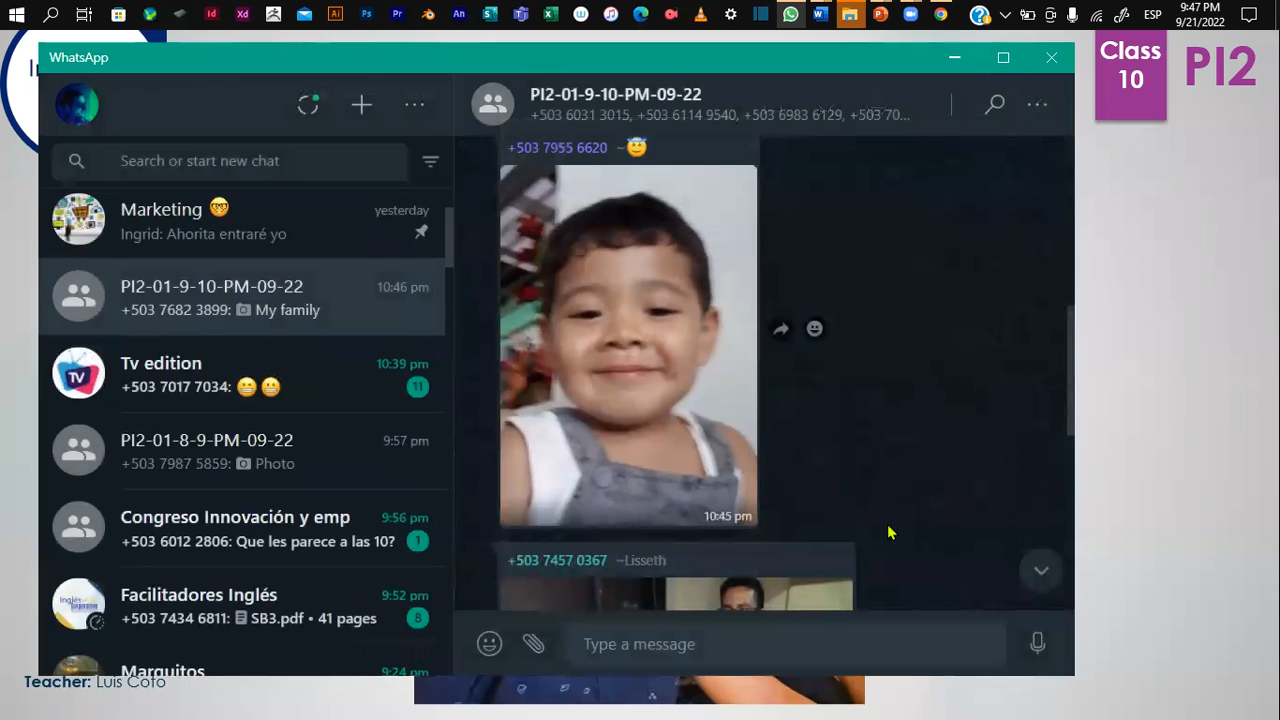 ESP
9:47 PM
9/21/2022
WhatsApp
Class
10
PI2
Search or start new chat
Marketing 🤓
yesterday
Ingrid: Ahorita entraré yo
PI2-01-9-10-PM-09-22
10:46 pm
+503 7682 3899: My family
Tv edition
10:39 pm
+503 7017 7034: 😬 😬
11
PI2-01-8-9-PM-09-22
9:57 pm
+503 7987 5859: Photo
Congreso Innovación y emp
9:56 pm
+503 6012 2806: Que les parece a las 10?
1
Facilitadores Inglés
9:52 pm
+503 7434 6811: SB3.pdf • 41 pages
8
Marquitos
9:24 pm
PI2-01-9-10-PM-09-22
+503 6031 3015, +503 6114 9540, +503 6983 6129, +503 70...
+503 7955 6620 ~😇
10:45 pm
+503 7457 0367 ~Lisseth
Type a message
Teacher: Luis Coto